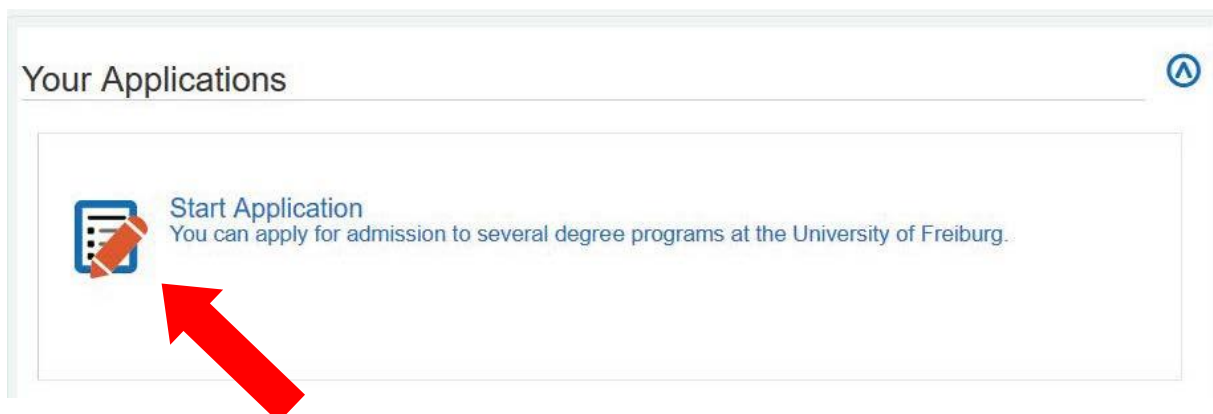 Your Applications
Start Application
You can apply for admission to several degree programs at the University of Freiburg.